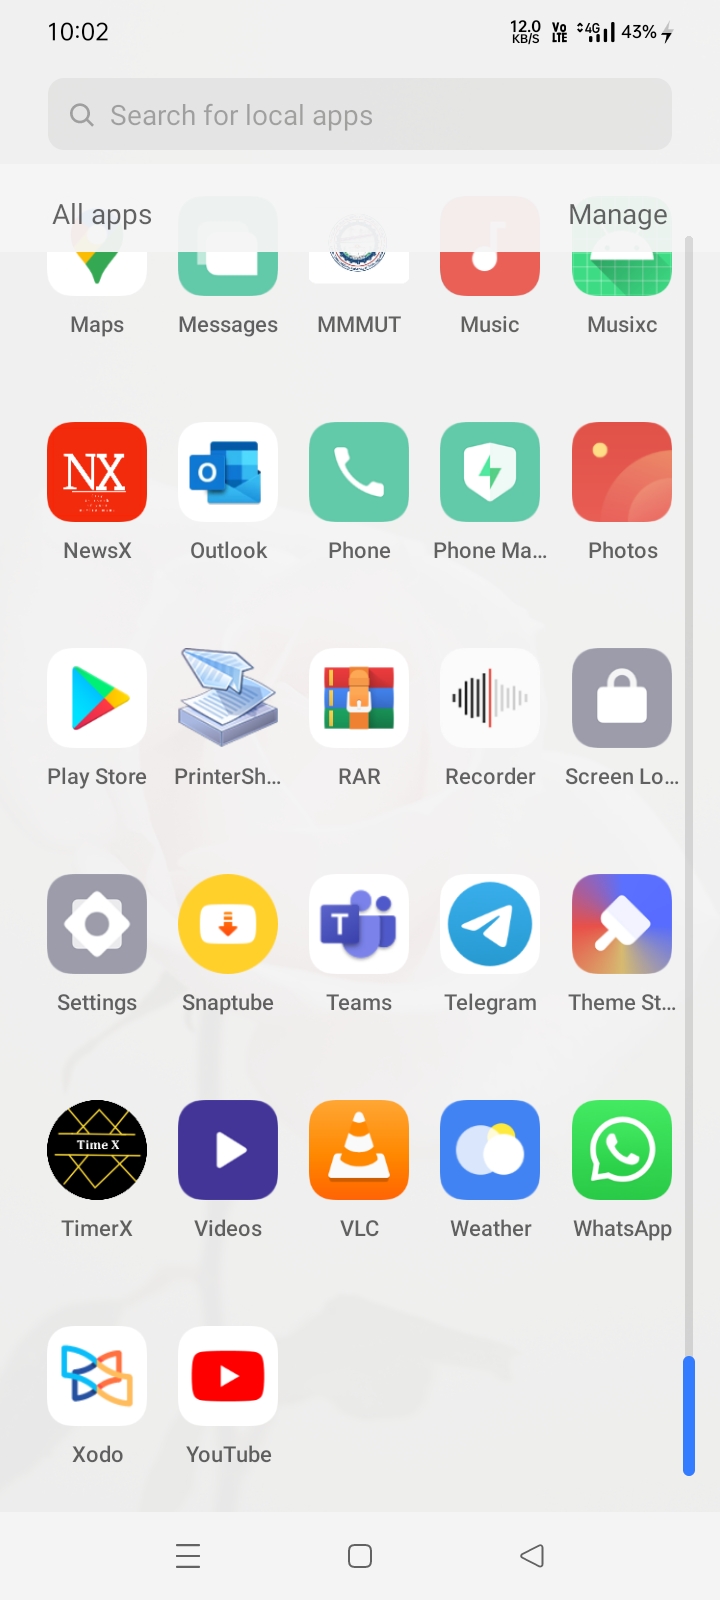 10:02
12.0 KB/S Vo LTE 4G 43%
Search for local apps
All apps
Manage
Maps
Messages
MMMUT
Music
Musixc
NX
NewsX
O
Outlook
Phone
Phone Ma...
Photos
Play Store
PrinterSh...
RAR
Recorder
Screen Lo...
Settings
Snaptube
T
Teams
Telegram
Theme St...
Time X
TimerX
Videos
VLC
Weather
WhatsApp
Xodo
YouTube